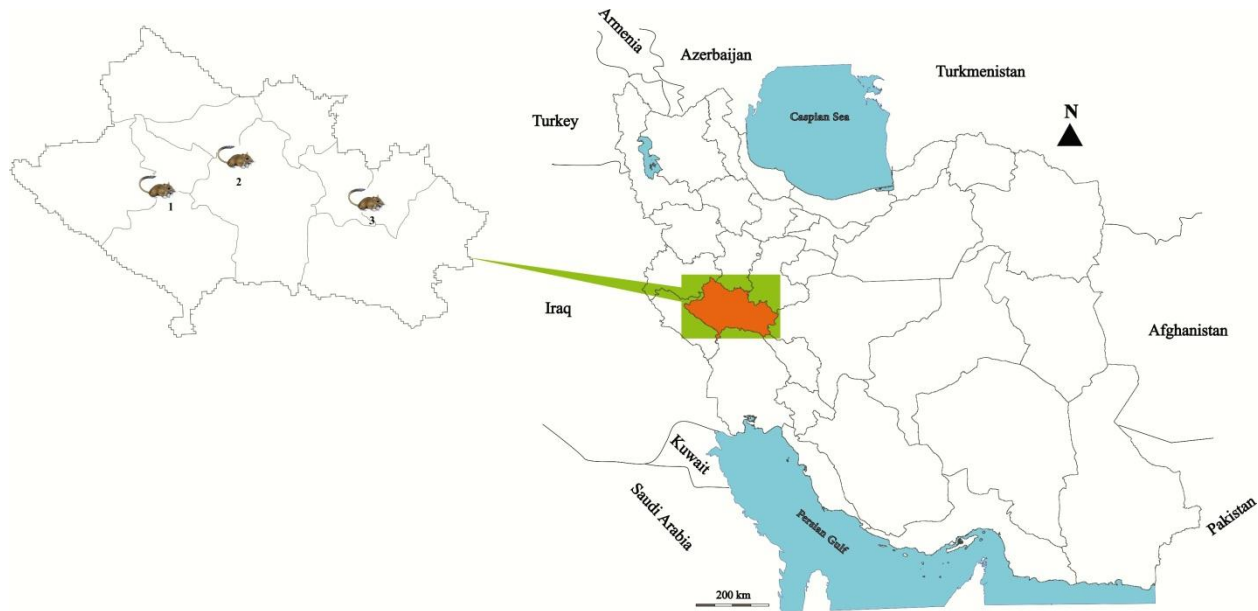 Armenia
Azerbaijan
Turkmenistan
N
Caspian Sea
Turkey
2
1
3
Iraq
Afghanistan
Kuwait
Saudi Arabia
Persian Gulf
Pakistan
200 km